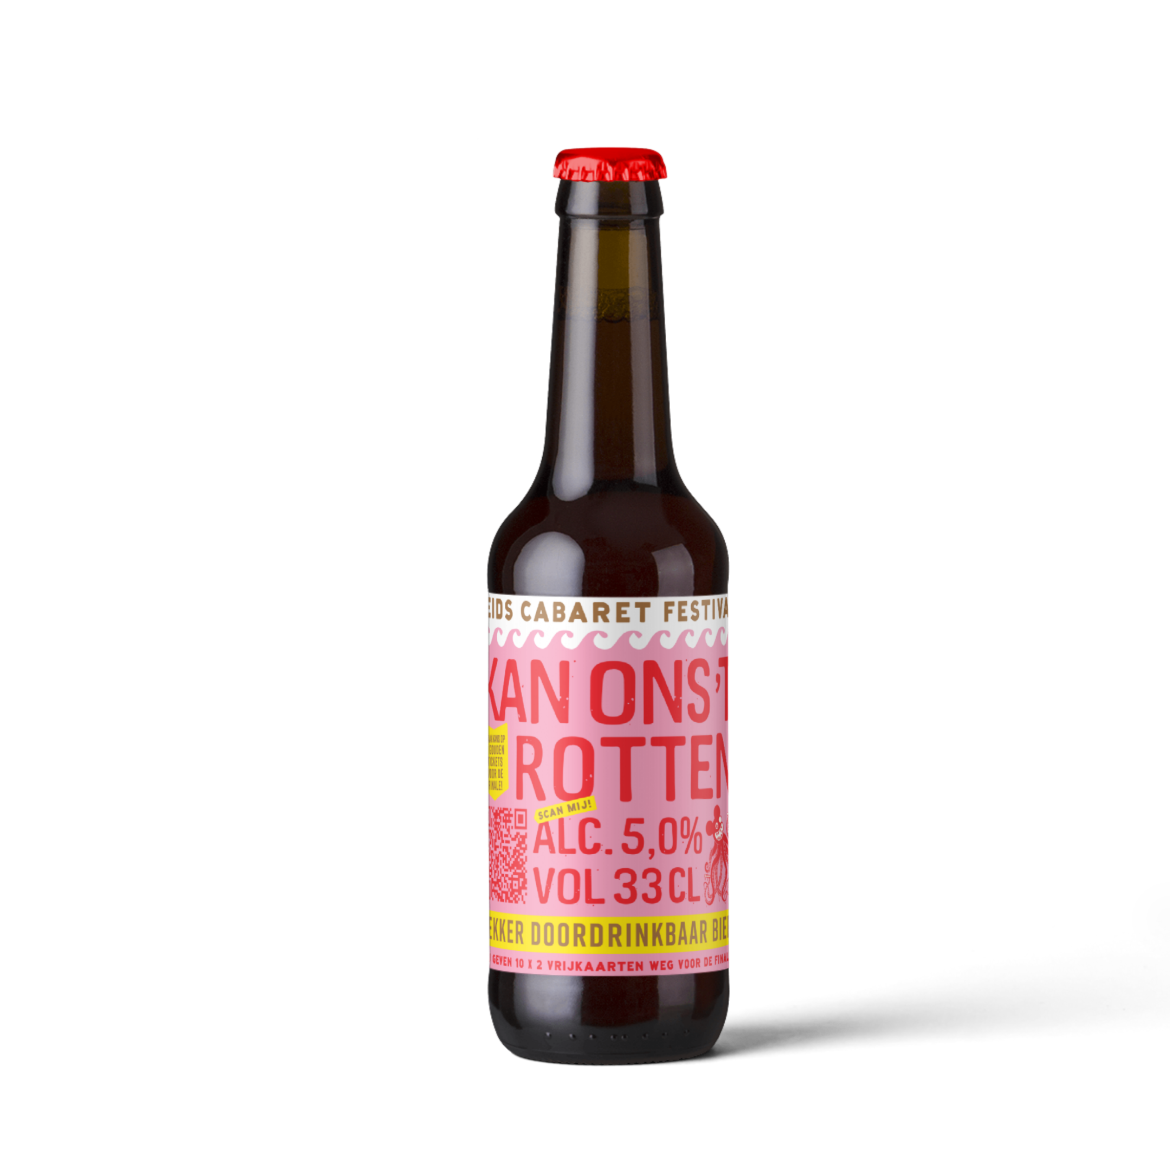 EIDS CABARET FESTIVA
KAN ONS 'T
ROTTEN
SCAN MIJ!
ALC. 5,0%
VOL 33 CL
EKKER DOORDRINKBAAR BIE
GEVEN 10 X 2 VRIJKAARTEN WEG VOOR DE FINAL